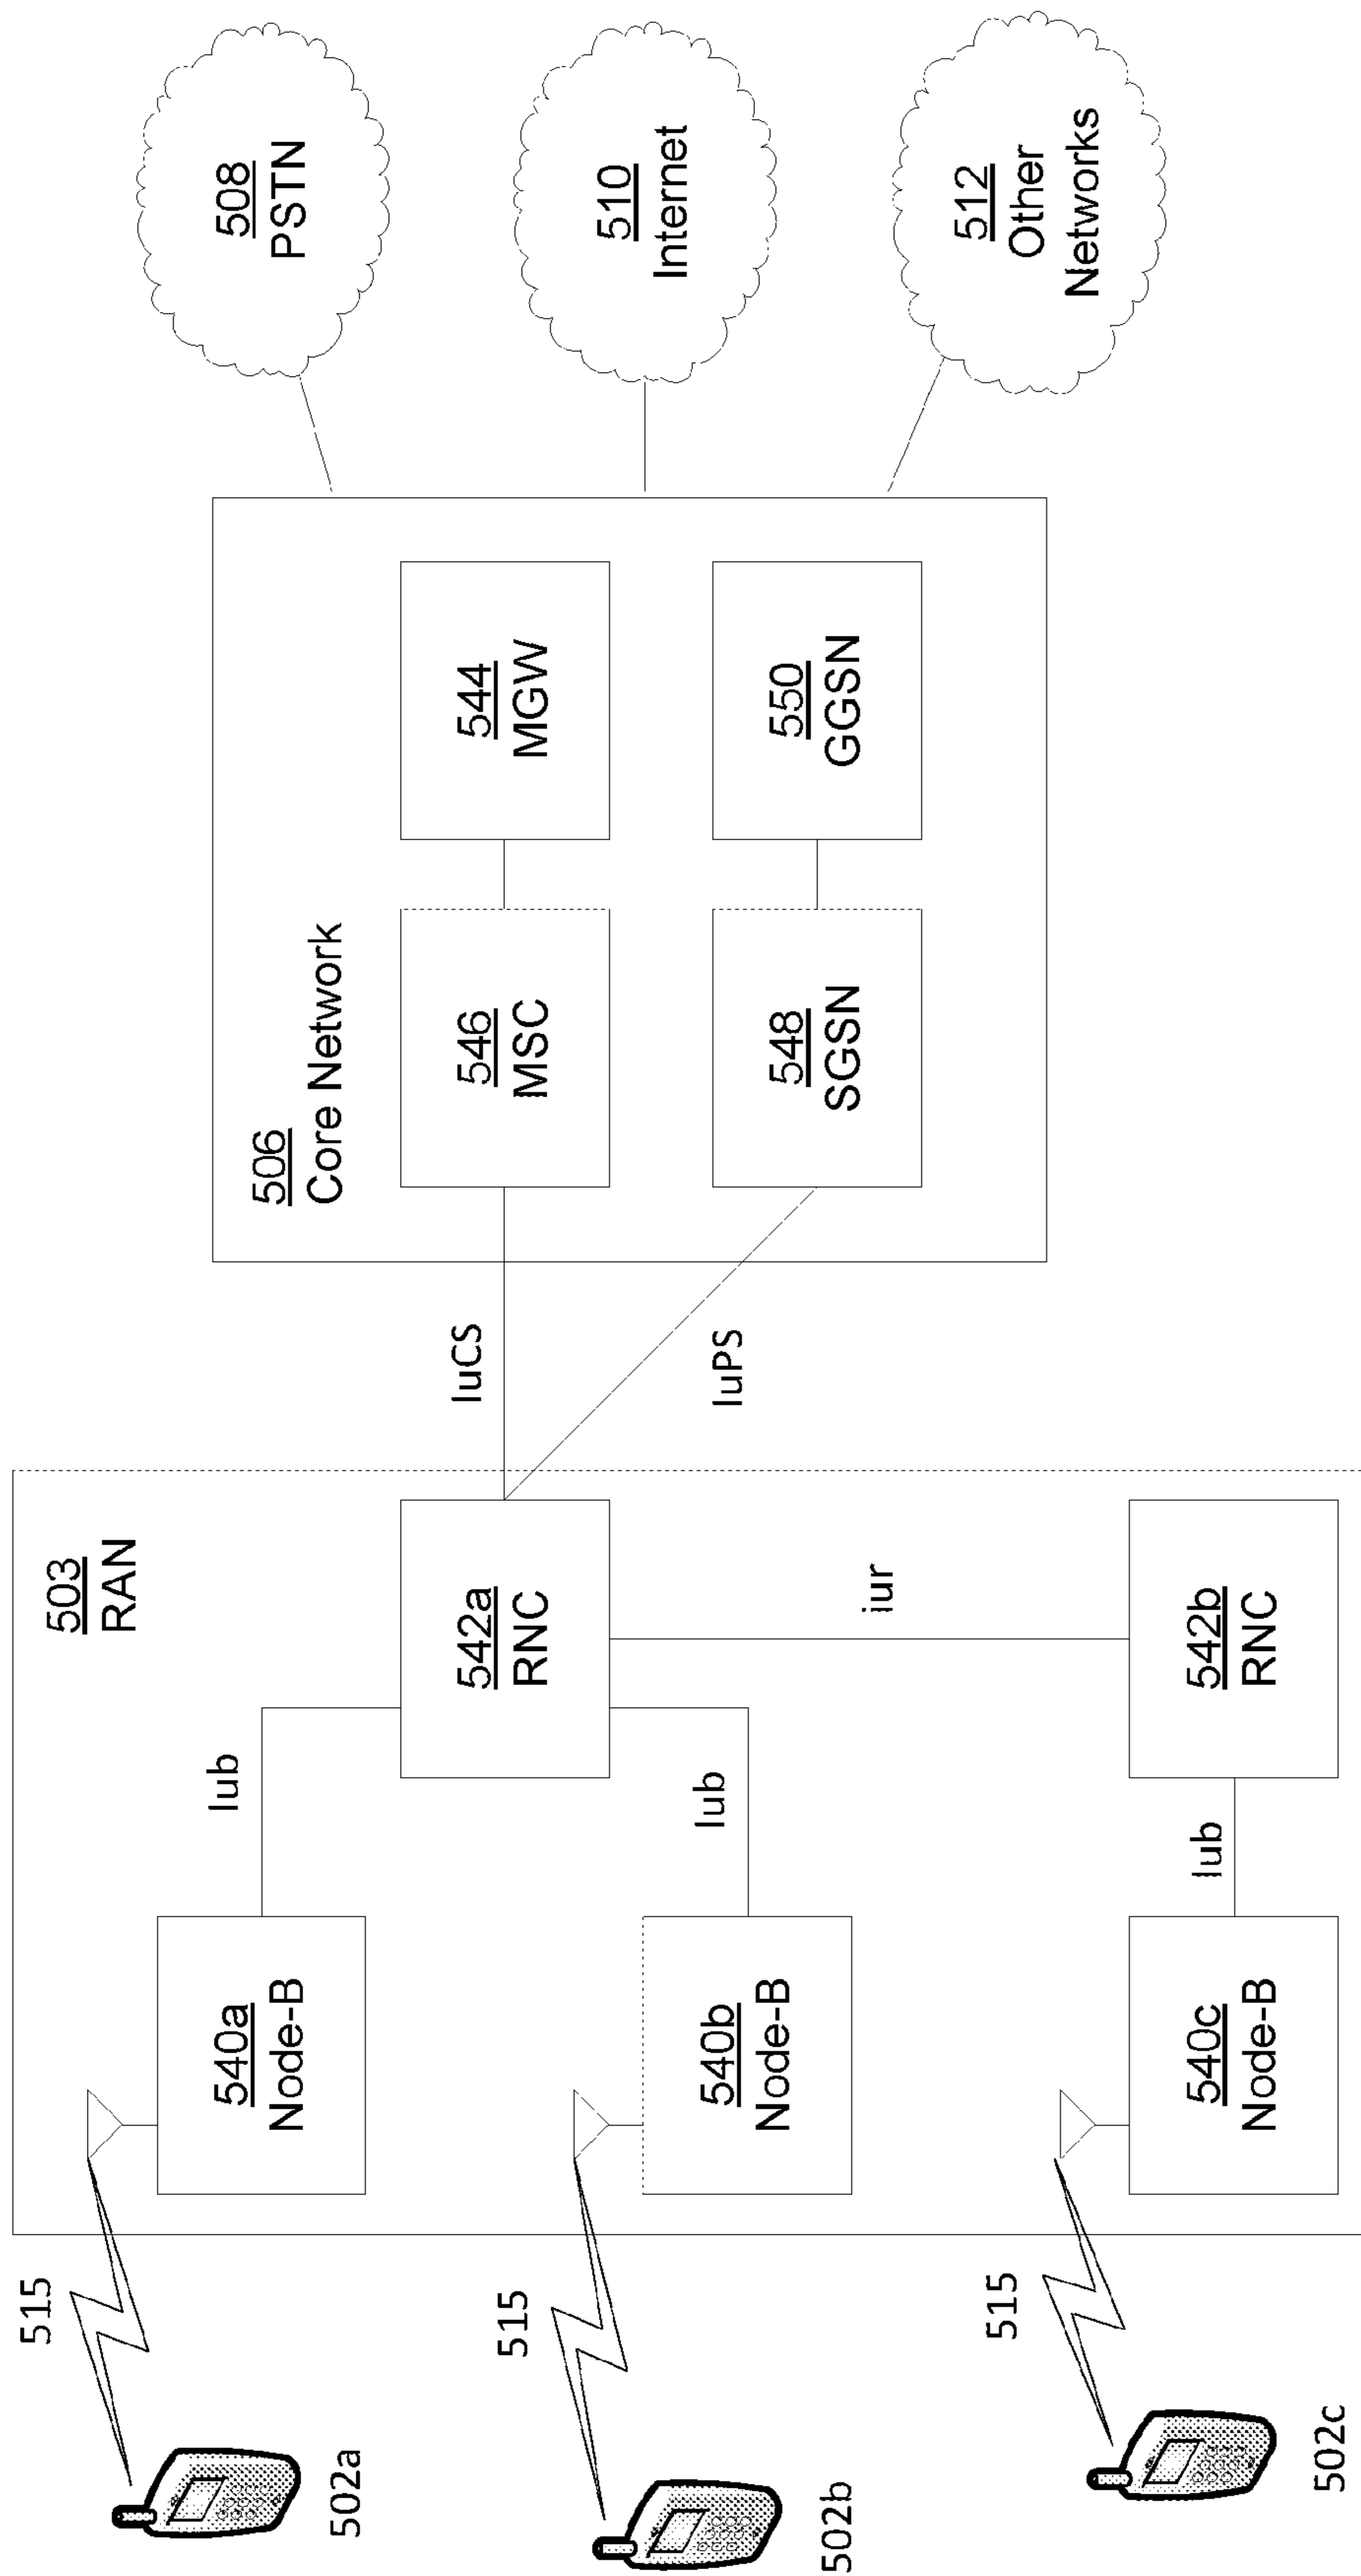 515
502a
515
502b
515
502c
503
RAN
540a
Node-B
Iub
540b
Node-B
Iub
540c
Node-B
Iub
542a
RNC
iur
542b
RNC
IuCS
IuPS
506
Core Network
546
MSC
544
MGW
548
SGSN
550
GGSN
508
PSTN
510
Internet
512
Other
Networks